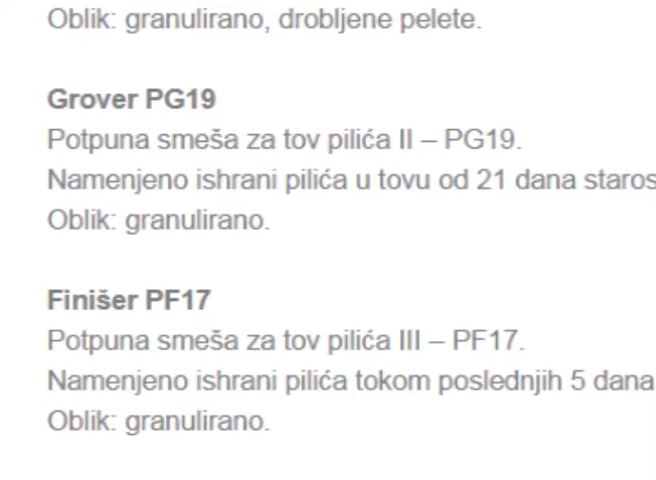 Oblik: granulirano, drobljene pelete.
Grover PG19
Potpuna smeša za tov pilića II – PG19.
Namenjeno ishrani pilića u tovu od 21 dana staros
Oblik: granulirano.
Finišer PF17
Potpuna smeša za tov pilića III – PF17.
Namenjeno ishrani pilića tokom poslednjih 5 dana
Oblik: granulirano.